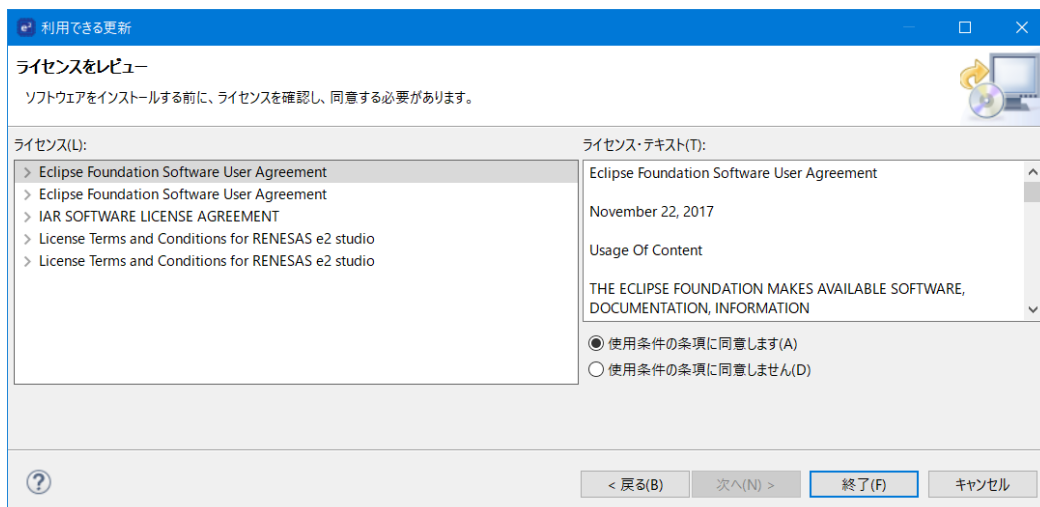 e² 利用できる更新
ライセンスをレビュー
ソフトウェアをインストールする前に、ライセンスを確認し、同意する必要があります。
ライセンス(L):
> Eclipse Foundation Software User Agreement
> Eclipse Foundation Software User Agreement
> IAR SOFTWARE LICENSE AGREEMENT
> License Terms and Conditions for RENESAS e2 studio
> License Terms and Conditions for RENESAS e2 studio
ライセンス・テキスト(T):
Eclipse Foundation Software User Agreement
November 22, 2017
Usage Of Content
THE ECLIPSE FOUNDATION MAKES AVAILABLE SOFTWARE,
DOCUMENTATION, INFORMATION
使用条件の条項に同意します(A)
使用条件の条項に同意しません(D)
?
< 戻る(B) 次へ(N) > 終了(F) キャンセル